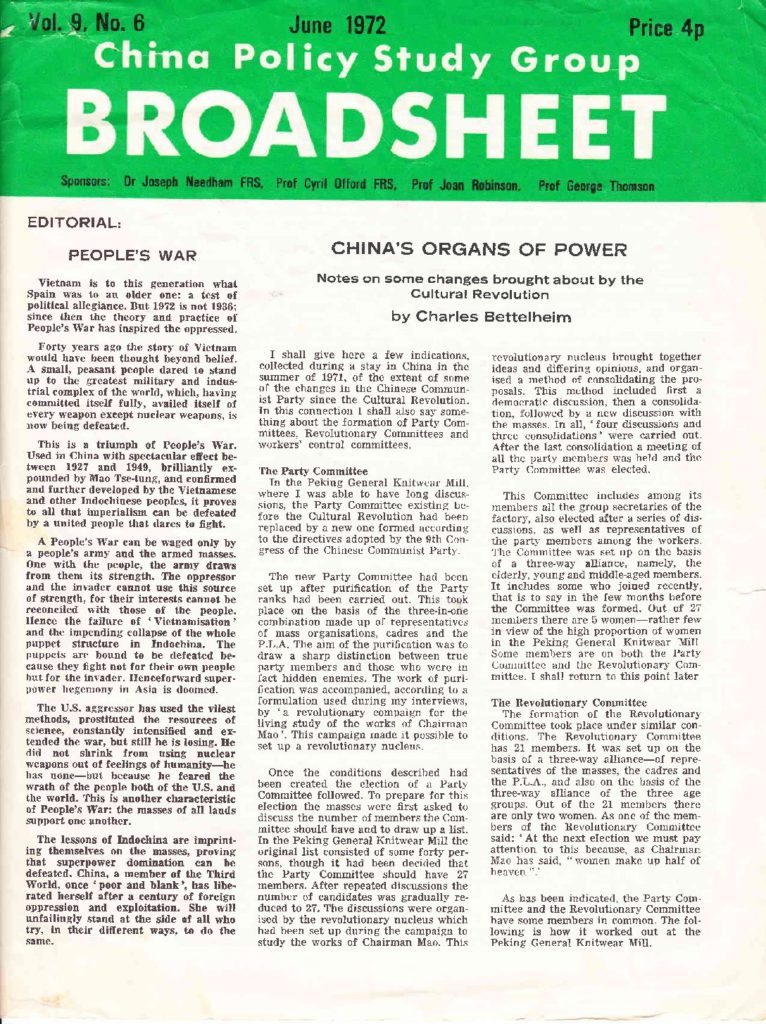 Vol. 9, No. 6
June 1972
Price 4p
China Policy Study Group
BROADSHEET
Sponsors: Dr Joseph Needham FRS, Prof Cyril Offord FRS, Prof Joan Robinson, Prof George Thomson
EDITORIAL:
PEOPLE'S WAR
Vietnam is to this generation what
Spain was to an older one: a test of
political allegiance. But 1972 is not 1936;
since then the theory and practice of
People's War has inspired the oppressed.
Forty years ago the story of Vietnam
would have been thought beyond belief.
A small, peasant people dared to stand
up to the greatest military and indus-
trial complex of the world, which, having
committed itself fully, availed itself of
every weapon except nuclear weapons, is
now being defeated.
This is a triumph of People's War.
Used in China with spectacular effect be-
tween 1927 and 1949, brilliantly ex-
pounded by Mao Tse-tung, and confirmed
and further developed by the Vietnamese
and other Indochinese peoples, it proves
to all that imperialism can be defeated
by a united people that dares to fight.
A People's War can be waged only by
a people's army and the armed masses.
One with the people, the army draws
from them its strength. The oppressor
and the invader cannot use this source
of strength, for their interests cannot be
reconciled with those of the people.
Hence the failure of 'Vietnamisation'
and the impending collapse of the whole
puppet structure in Indochina. The
puppets are bound to be defeated be-
cause they fight not for their own people
but for the invader. Henceforward super-
power hegemony in Asia is doomed.
The U.S. aggressor has used the vilest
methods, prostituted the resources of
science, constantly intensified and ex-
tended the war, but still he is losing. He
did not shrink from using nuclear
weapons out of feelings of humanity—he
has none—but because he feared the
wrath of the people both of the U.S. and
the world. This is another characteristic
of People's War: the masses of all lands
support one another.
The lessons of Indochina are imprint-
ing themselves on the masses, proving
that superpower domination can be
defeated. China, a member of the Third
World, once 'poor and blank', has libe-
rated herself after a century of foreign
oppression and exploitation. She will
unfailingly stand at the side of all who
try, in their different ways, to do the
same.
CHINA'S ORGANS OF POWER
Notes on some changes brought about by the
Cultural Revolution
by Charles Bettelheim
I shall give here a few indications,
collected during a stay in China in the
summer of 1971, of the extent of some
of the changes in the Chinese Commun-
ist Party since the Cultural Revolution.
In this connection I shall also say some-
thing about the formation of Party Com-
mittees, Revolutionary Committees and
workers' control committees.
The Party Committee
In the Peking General Knitwear Mill,
where I was able to have long discus-
sions, the Party Committee existing be-
fore the Cultural Revolution had been
replaced by a new one formed according
to the directives adopted by the 9th Con-
gress of the Chinese Communist Party.
The new Party Committee had been
set up after purification of the Party
ranks had been carried out. This took
place on the basis of the three-in-one
combination made up of representatives
of mass organisations, cadres and the
P.L.A. The aim of the purification was to
draw a sharp distinction between true
party members and those who were in
fact hidden enemies. The work of puri-
fication was accompanied, according to a
formulation used during my interviews,
by 'a revolutionary campaign for the
living study of the works of Chairman
Mao'. This campaign made it possible to
set up a revolutionary nucleus.
Once the conditions described had
been created the election of a Party
Committee followed. To prepare for this
election the masses were first asked to
discuss the number of members the Com-
mittee should have and to draw up a list.
In the Peking General Knitwear Mill the
original list consisted of some forty per-
sons, though it had been decided that
the Party Committee should have 27
members. After repeated discussions the
number of candidates was gradually re-
duced to 27. The discussions were organ-
ised by the revolutionary nucleus which
had been set up during the campaign to
study the works of Chairman Mao. This
revolutionary nucleus brought together
ideas and differing opinions, and organ-
ised a method of consolidating the pro-
posals. This method included first a
democratic discussion, then a consolida-
tion, followed by a new discussion with
the masses. In all, 'four discussions and
three consolidations' were carried out.
After the last consolidation a meeting of
all the party members was held and the
Party Committee was elected.
This Committee includes among its
members all the group secretaries of the
factory, also elected after a series of dis-
cussions, as well as representatives of
the party members among the workers.
The Committee was set up on the basis
of a three-way alliance, namely, the
elderly, young and middle-aged members.
It includes some who joined recently,
that is to say in the few months before
the Committee was formed. Out of 27
members there are 5 women—rather few
in view of the high proportion of women
in the Peking General Knitwear Mill
Some members are on both the Party
Committee and the Revolutionary Com-
mittee. I shall return to this point later
The Revolutionary Committee
The formation of the Revolutionary
Committee took place under similar con-
ditions. The Revolutionary Committee
has 21 members. It was set up on the
basis of a three-way alliance—of repre-
sentatives of the masses, the cadres and
the P.L.A., and also on the basis of the
three-way alliance of the three age
groups. Out of the 21 members there
are only two women. As one of the mem-
bers of the Revolutionary Committee
said: 'At the next election we must pay
attention to this because, as Chairman
Mao has said, "women make up half of
heaven".'
As has been indicated, the Party Com-
mittee and the Revolutionary Committee
have some members in common. The fol-
lowing is how it worked out at the
Peking General Knitwear Mill.